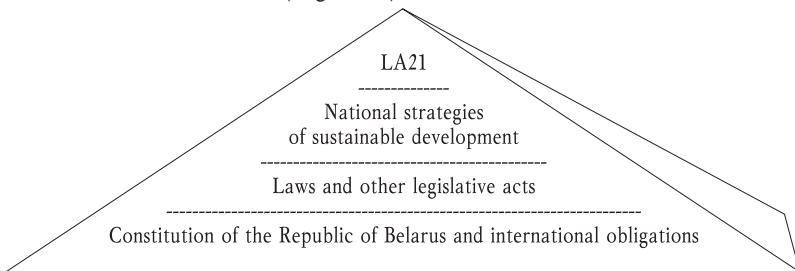 LA21
National strategies
of sustainable development
Laws and other legislative acts
Constitution of the Republic of Belarus and international obligations